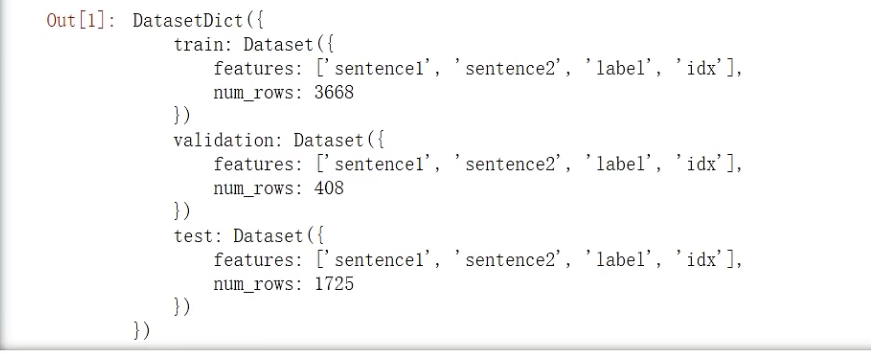 Out[1]: DatasetDict({
train: Dataset({
features: ['sentence1', 'sentence2', 'label', 'idx'],
num_rows: 3668
})
validation: Dataset({
features: ['sentence1', 'sentence2', 'label', 'idx'],
num_rows: 408
})
test: Dataset({
features: ['sentence1', 'sentence2', 'label', 'idx'],
num_rows: 1725
})
})